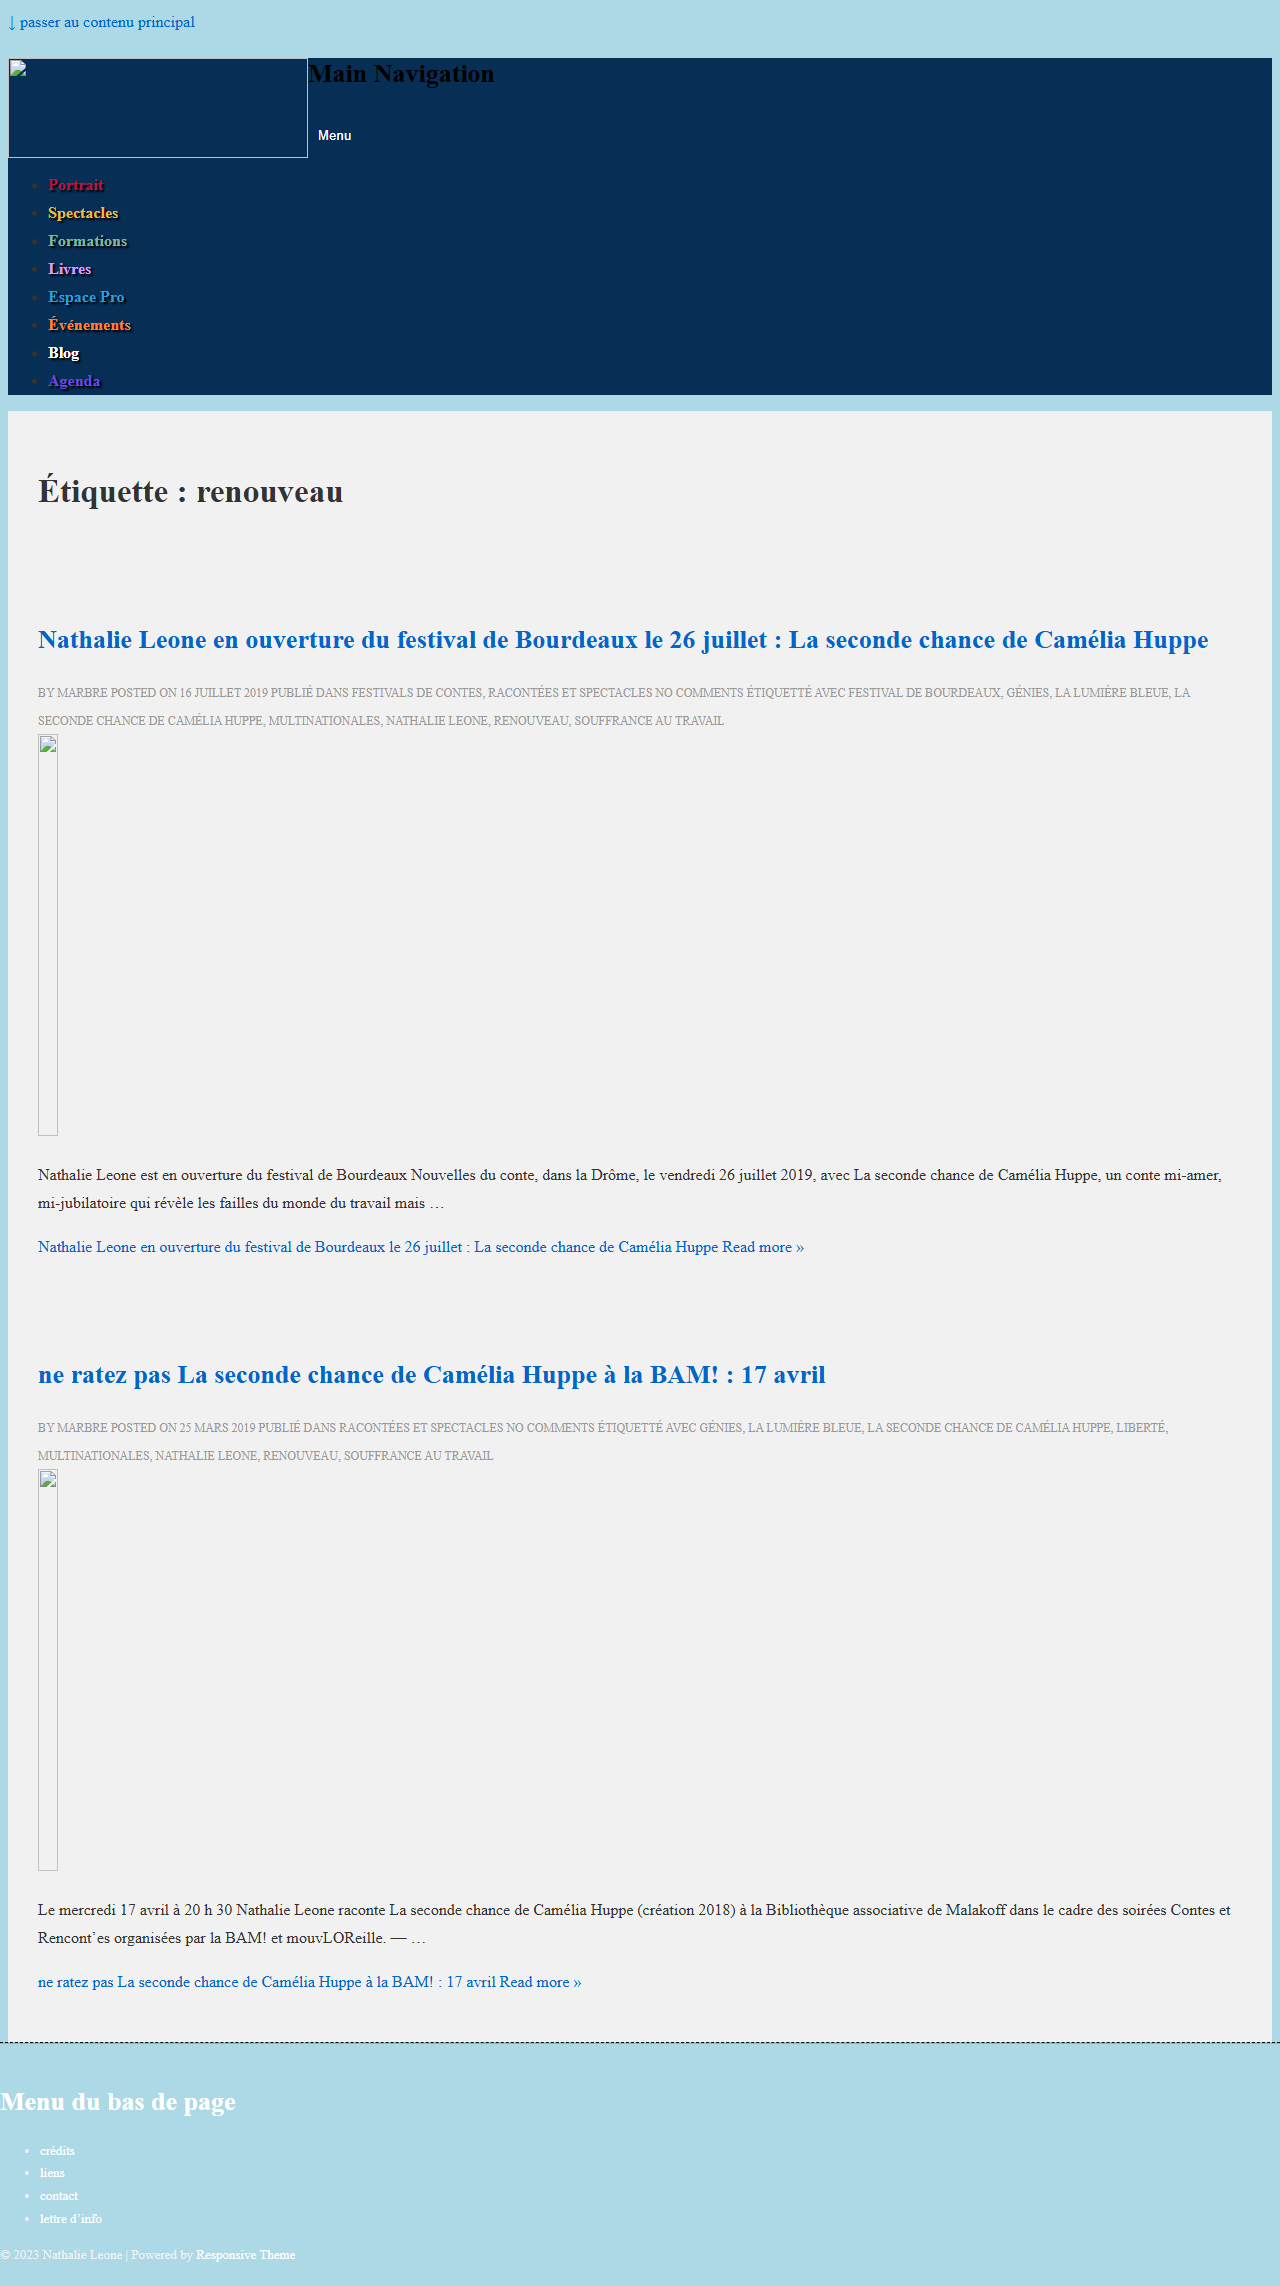 ↓ passer au contenu principal
Main Navigation
Menu
Portrait
Spectacles
Formations
Livres
Espace Pro
Événements
Blog
Agenda
Étiquette : renouveau
Nathalie Leone en ouverture du festival de Bourdeaux le 26 juillet : La seconde chance de Camélia Huppe
BY MARBRE POSTED ON 16 JUILLET 2019 PUBLIÉ DANS FESTIVALS DE CONTES, RACONTÉES ET SPECTACLES NO COMMENTS ÉTIQUETTÉ AVEC FESTIVAL DE BOURDEAUX, GÉNIES, LA LUMIÈRE BLEUE, LA
SECONDE CHANCE DE CAMÉLIA HUPPE, MULTINATIONALES, NATHALIE LEONE, RENOUVEAU, SOUFFRANCE AU TRAVAIL
Nathalie Leone est en ouverture du festival de Bourdeaux Nouvelles du conte, dans la Drôme, le vendredi 26 juillet 2019, avec La seconde chance de Camélia Huppe, un conte mi-amer,
mi-jubilatoire qui révèle les failles du monde du travail mais …
Nathalie Leone en ouverture du festival de Bourdeaux le 26 juillet : La seconde chance de Camélia Huppe Read more »
ne ratez pas La seconde chance de Camélia Huppe à la BAM! : 17 avril
BY MARBRE POSTED ON 25 MARS 2019 PUBLIÉ DANS RACONTÉES ET SPECTACLES NO COMMENTS ÉTIQUETTÉ AVEC GÉNIES, LA LUMIÈRE BLEUE, LA SECONDE CHANCE DE CAMÉLIA HUPPE, LIBERTÉ,
MULTINATIONALES, NATHALIE LEONE, RENOUVEAU, SOUFFRANCE AU TRAVAIL
Le mercredi 17 avril à 20 h 30 Nathalie Leone raconte La seconde chance de Camélia Huppe (création 2018) à la Bibliothèque associative de Malakoff dans le cadre des soirées Contes et
Rencont’es organisées par la BAM! et mouvLOReille. — …
ne ratez pas La seconde chance de Camélia Huppe à la BAM! : 17 avril Read more »
Menu du bas de page
crédits
liens
contact
lettre d’info
© 2023 Nathalie Leone | Powered by Responsive Theme